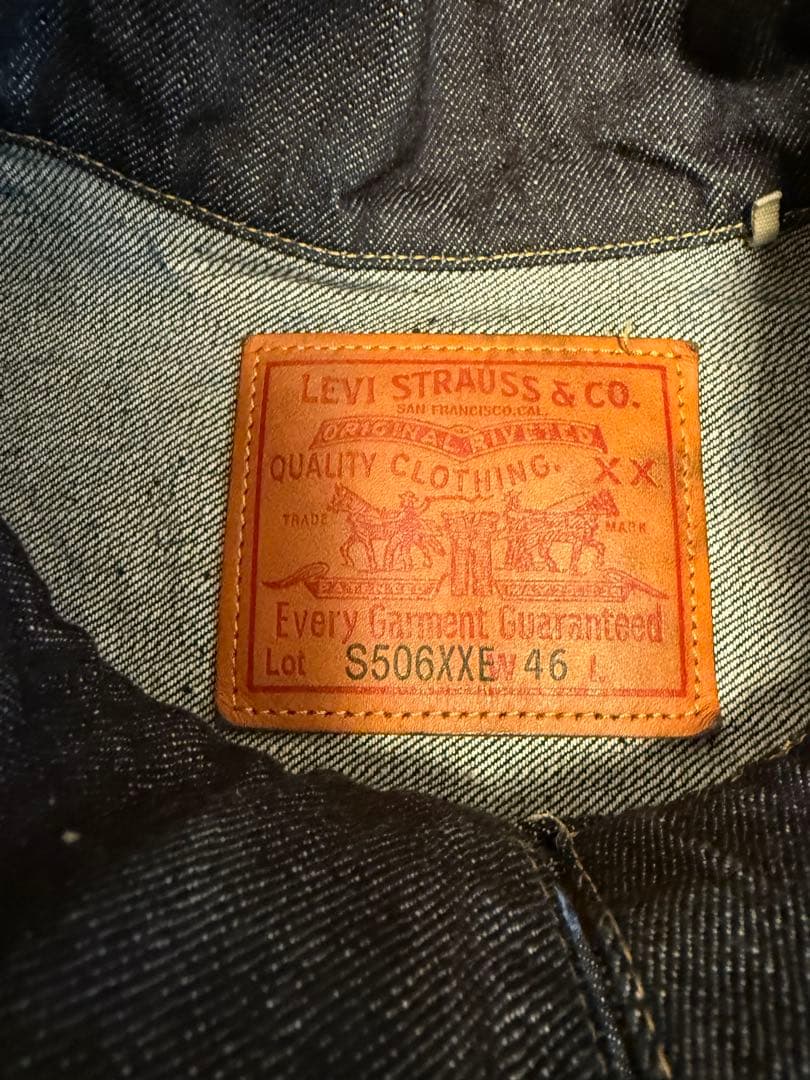 LEVI STRAUSS & CO.
SAN FRANCISCO, CAL.
ORIGINAL RIVETED
QUALITY CLOTHING. XX
TRADE MARK
Every Garment Guaranteed
Lot S506XXE W 46 L